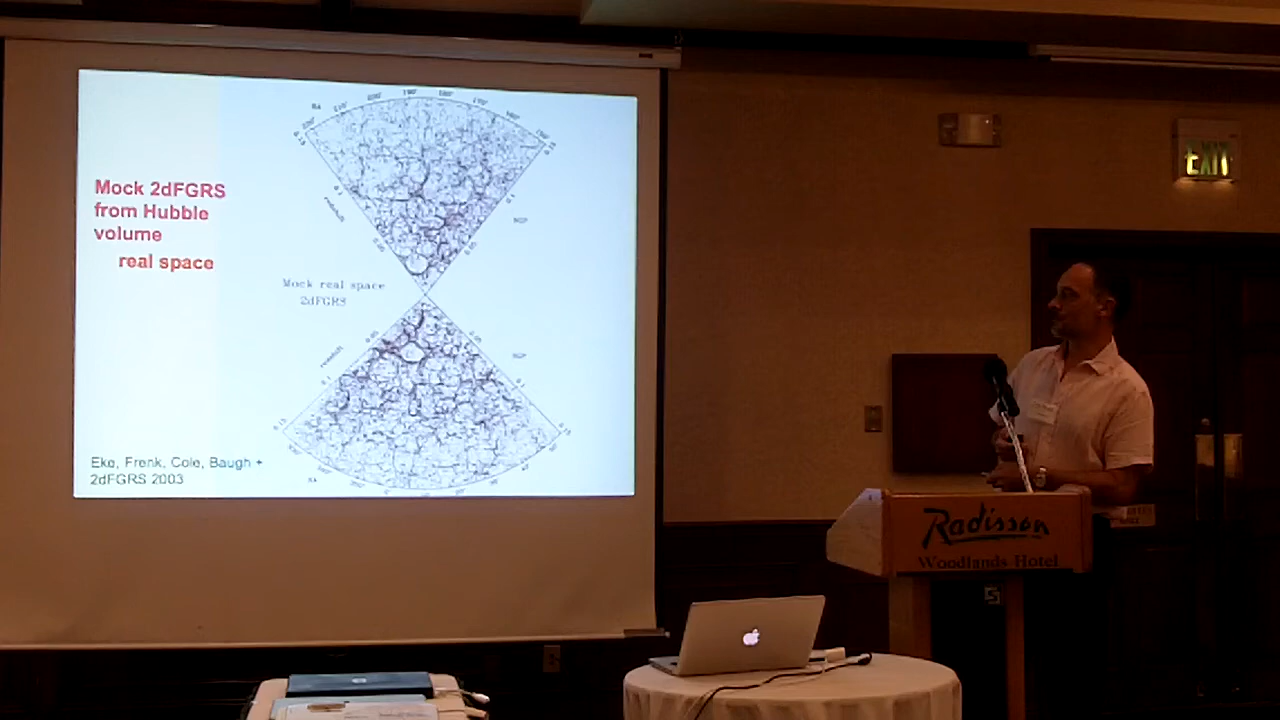 Mock 2dFGRS
from Hubble
volume
real space
Mock real space
2dFGRS
Eke, Frenk, Cole, Baugh +
2dFGRS 2003
EXIT
Radisson
Woodlands Hotel